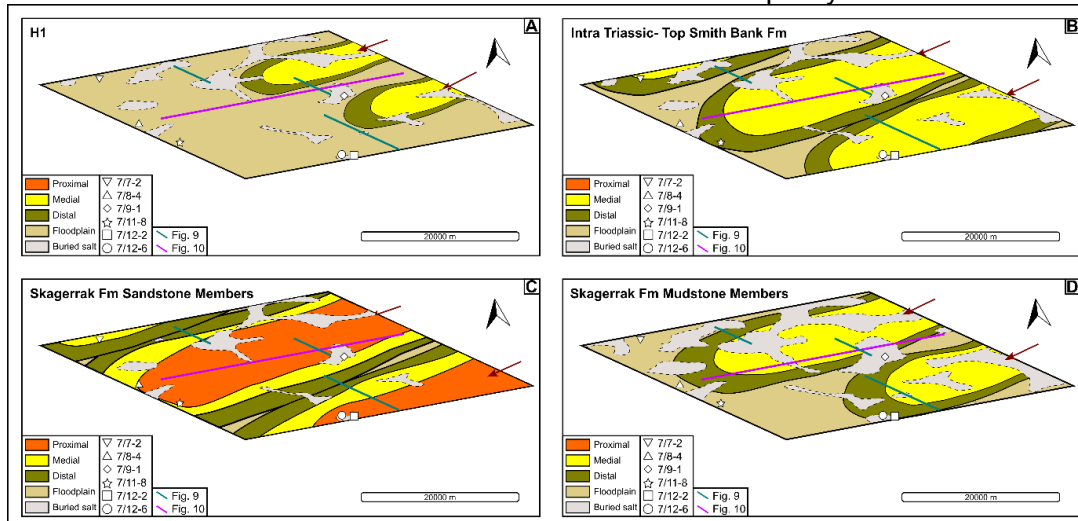 H1
A
Proximal
Medial
Distal
Floodplain
Buried salt
7/7-2
7/8-4
7/9-1
7/11-8
7/12-2
7/12-6
Fig. 9
Fig. 10
20000 m
Intra Triassic- Top Smith Bank Fm
B
Proximal
Medial
Distal
Floodplain
Buried salt
7/7-2
7/8-4
7/9-1
7/11-8
7/12-2
7/12-6
Fig. 9
Fig. 10
20000 m
Skagerrak Fm Sandstone Members
C
Proximal
Medial
Distal
Floodplain
Buried salt
7/7-2
7/8-4
7/9-1
7/11-8
7/12-2
7/12-6
Fig. 9
Fig. 10
20000 m
Skagerrak Fm Mudstone Members
D
Proximal
Medial
Distal
Floodplain
Buried salt
7/7-2
7/8-4
7/9-1
7/11-8
7/12-2
7/12-6
Fig. 9
Fig. 10
20000 m